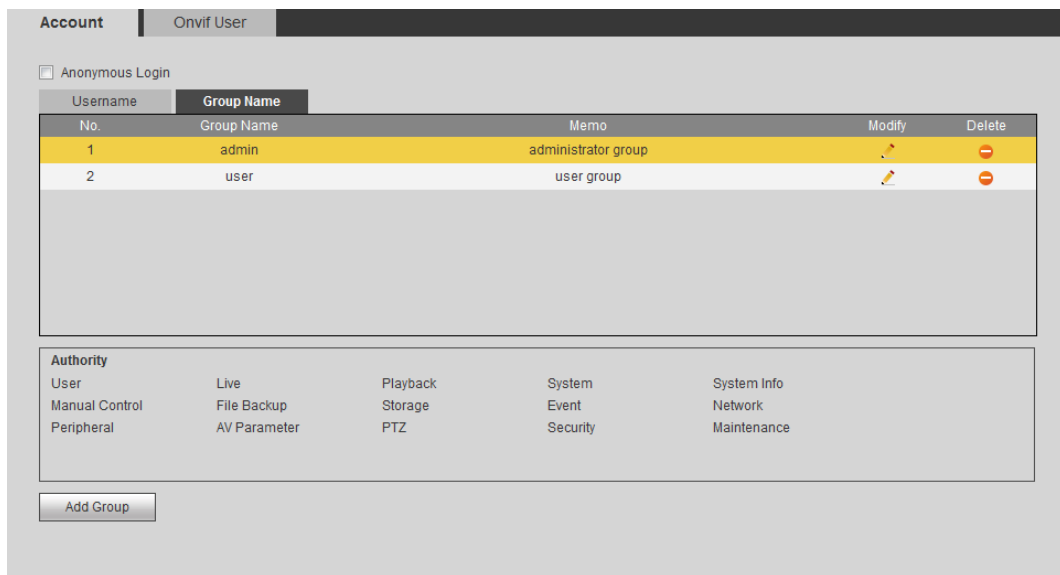 Account Onvif User
Anonymous Login
Username Group Name
No. Group Name Memo Modify Delete
1 admin administrator group
2 user user group
Authority
User Live Playback System System Info
Manual Control File Backup Storage Event Network
Peripheral AV Parameter PTZ Security Maintenance
Add Group